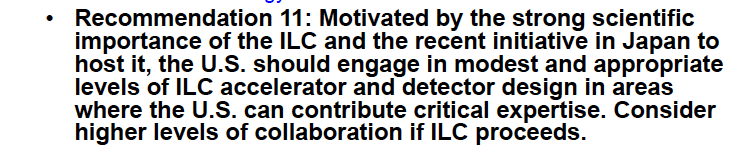 • Recommendation 11: Motivated by the strong scientific
importance of the ILC and the recent initiative in Japan to
host it, the U.S. should engage in modest and appropriate
levels of ILC accelerator and detector design in areas
where the U.S. can contribute critical expertise. Consider
higher levels of collaboration if ILC proceeds.